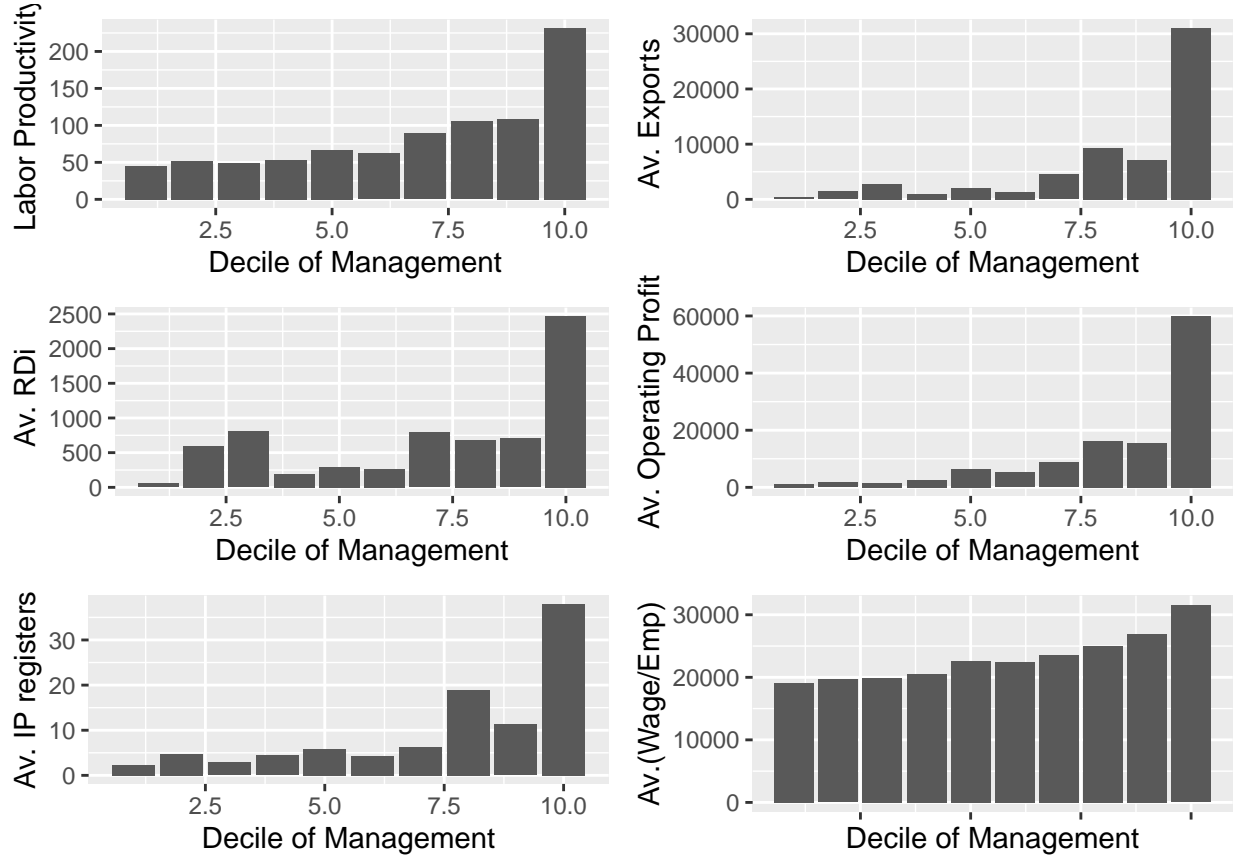 Labor Productivity
200
150
100
50
0
2.5 5.0 7.5 10.0
Decile of Management
Av. Exports
30000
20000
10000
0
2.5 5.0 7.5 10.0
Decile of Management
Av. RDi
2500
2000
1500
1000
500
0
2.5 5.0 7.5 10.0
Decile of Management
Av. Operating Profit
60000
40000
20000
0
2.5 5.0 7.5 10.0
Decile of Management
Av. IP registers
30
20
10
0
2.5 5.0 7.5 10.0
Decile of Management
Av.(Wage/Emp)
30000
20000
10000
0
Decile of Management